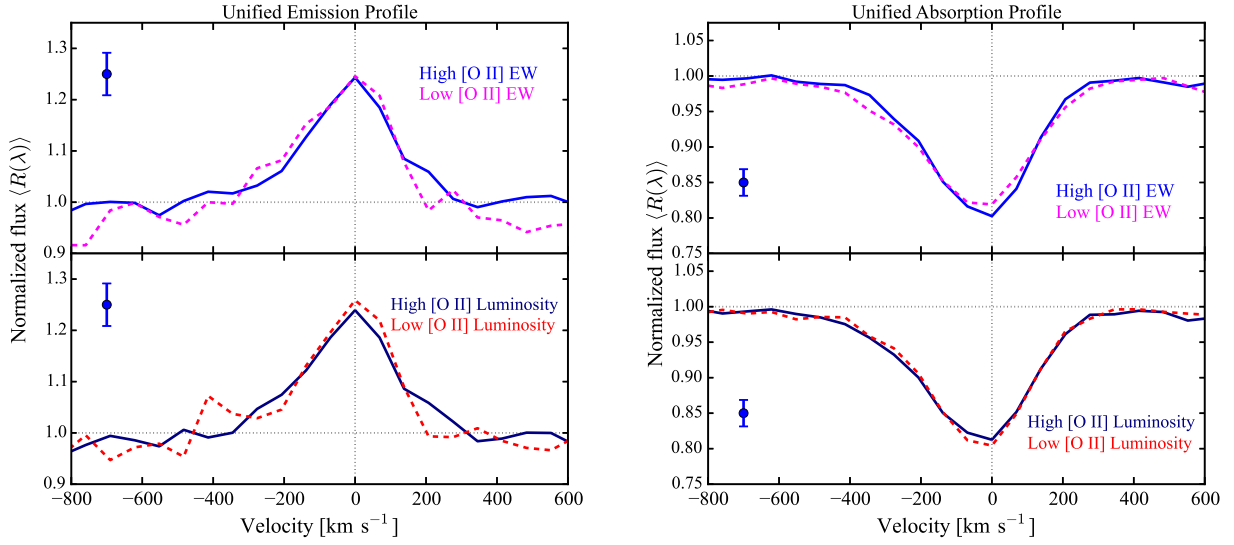 Unified Emission Profile
Normalized flux ⟨R(λ)⟩
1.3
1.2
1.1
1.0
0.9
High [O II] EW
Low [O II] EW
1.3
1.2
1.1
1.0
0.9
High [O II] Luminosity
Low [O II] Luminosity
−800 −600 −400 −200 0 200 400 600
Velocity [km s⁻¹]
Unified Absorption Profile
Normalized flux ⟨R(λ)⟩
1.05
1.00
0.95
0.90
0.85
0.80
0.75
High [O II] EW
Low [O II] EW
1.05
1.00
0.95
0.90
0.85
0.80
0.75
High [O II] Luminosity
Low [O II] Luminosity
−800 −600 −400 −200 0 200 400 600
Velocity [km s⁻¹]